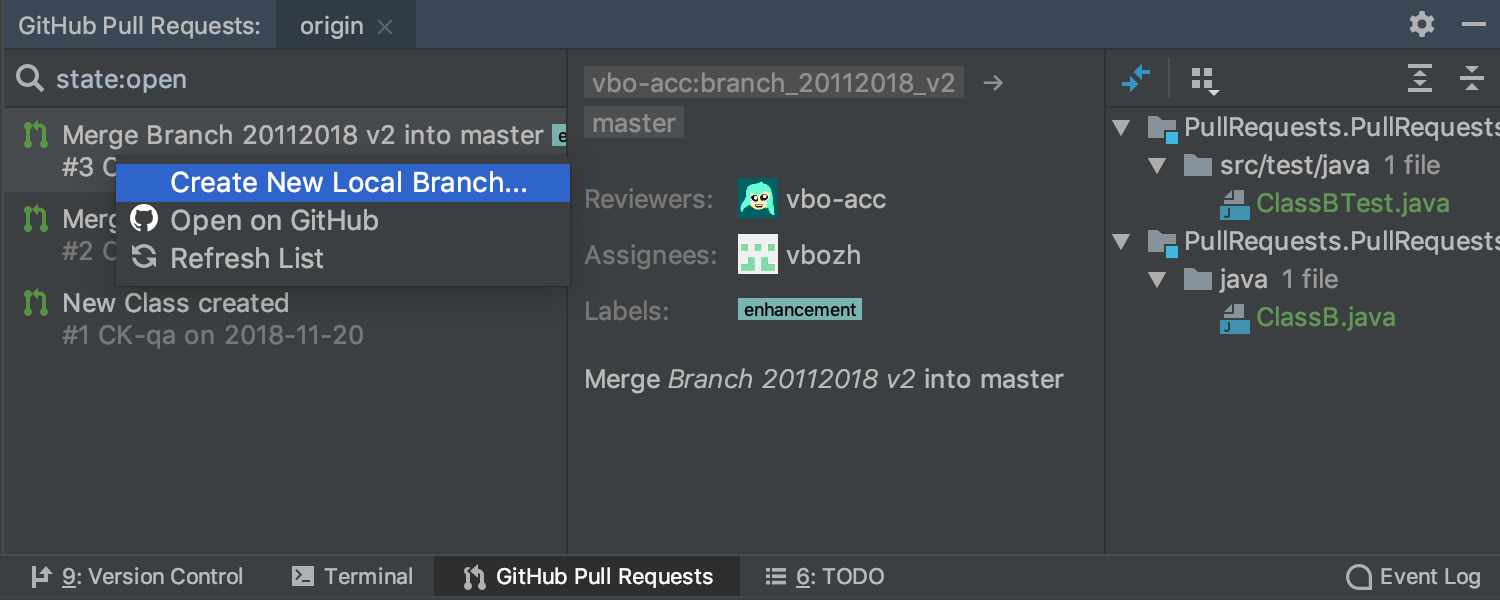 GitHub Pull Requests: origin
state:open
Merge Branch 20112018 v2 into master
#3
Create New Local Branch...
Open on GitHub
Refresh List
#2
New Class created
#1 CK-qa on 2018-11-20
vbo-acc:branch_20112018_v2 →
master
Reviewers: vbo-acc
Assignees: vbozh
Labels: enhancement
Merge Branch 20112018 v2 into master
PullRequests.PullRequests
src/test/java 1 file
ClassBTest.java
PullRequests.PullRequests
java 1 file
ClassB.java
9: Version Control Terminal GitHub Pull Requests 6: TODO Event Log